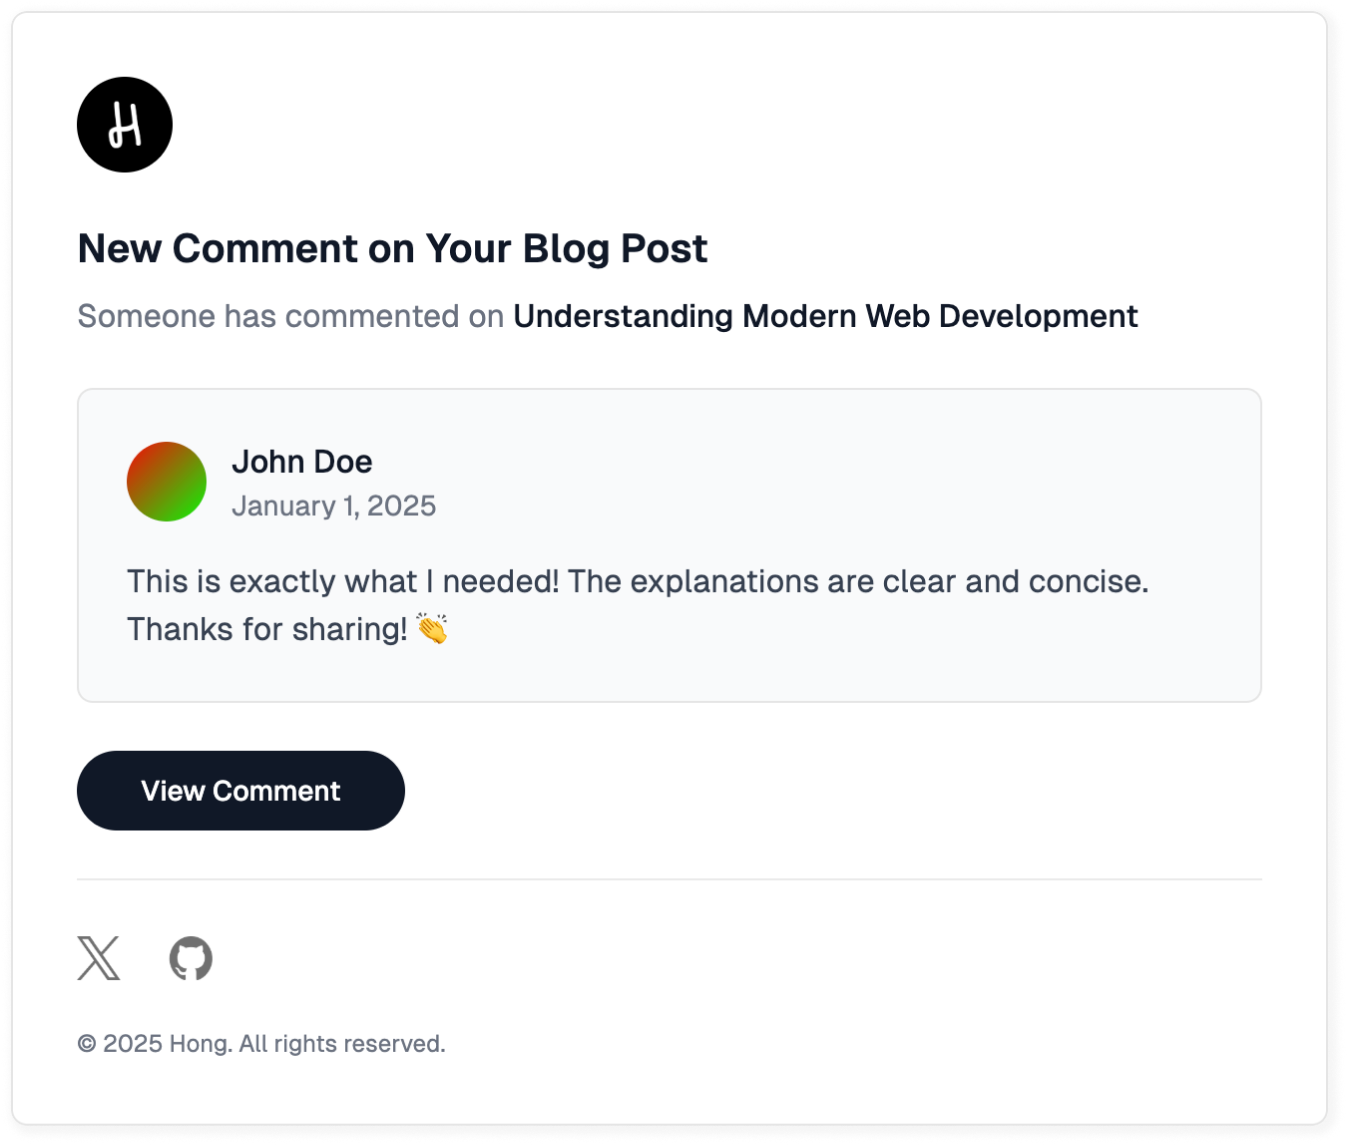 H
New Comment on Your Blog Post
Someone has commented on Understanding Modern Web Development
John Doe
January 1, 2025
This is exactly what I needed! The explanations are clear and concise.
Thanks for sharing! 👏
View Comment
© 2025 Hong. All rights reserved.